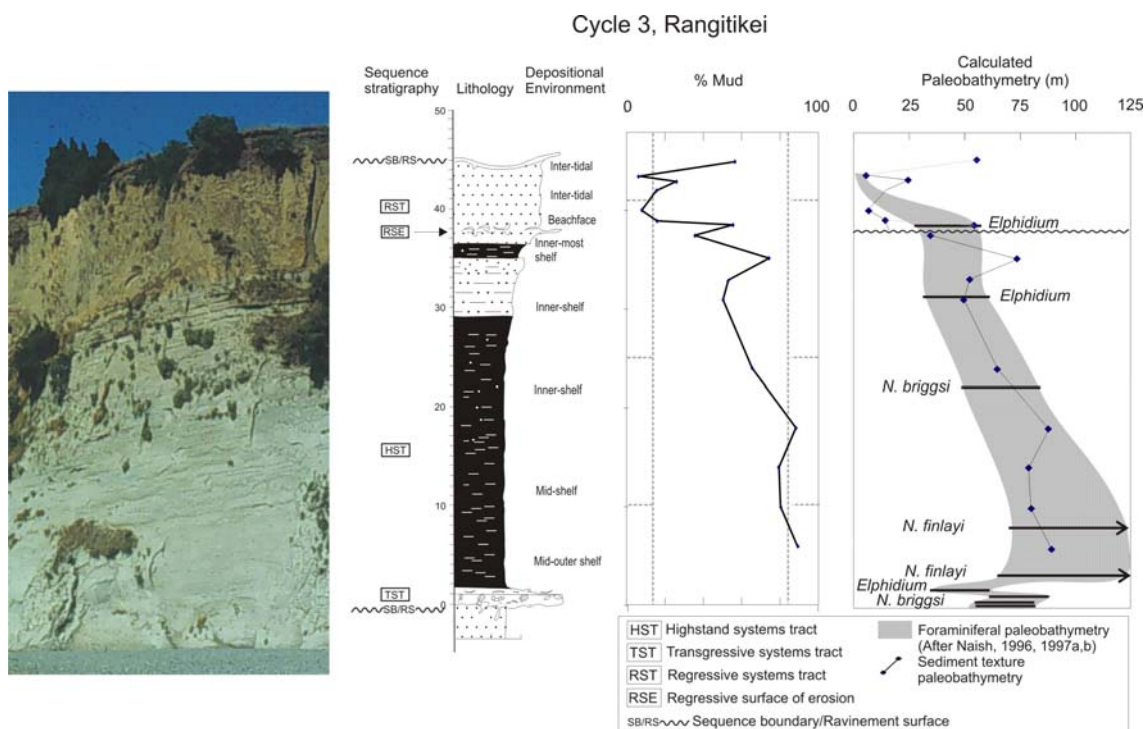 Cycle 3, Rangitikei
Sequence
stratigraphy
Lithology
Depositional
Environment
% Mud
Calculated
Paleobathymetry (m)
0
100
0
25
50
75
100
125
50
40
30
20
10
0
SB/RS
RST
RSE
HST
TST
SB/RS
Inter-tidal
Inter-tidal
Beachface
Inner-most
shelf
Inner-shelf
Inner-shelf
Mid-shelf
Mid-outer shelf
Elphidium
Elphidium
N. briggsi
N. finlayi
N. finlayi
Elphidium
N. briggsi
HST Highstand systems tract
TST Transgressive systems tract
RST Regressive systems tract
RSE Regressive surface of erosion
SB/RS Sequence boundary/Ravinement surface
Foraminiferal paleobathymetry
(After Naish, 1996, 1997a,b)
Sediment texture
paleobathymetry